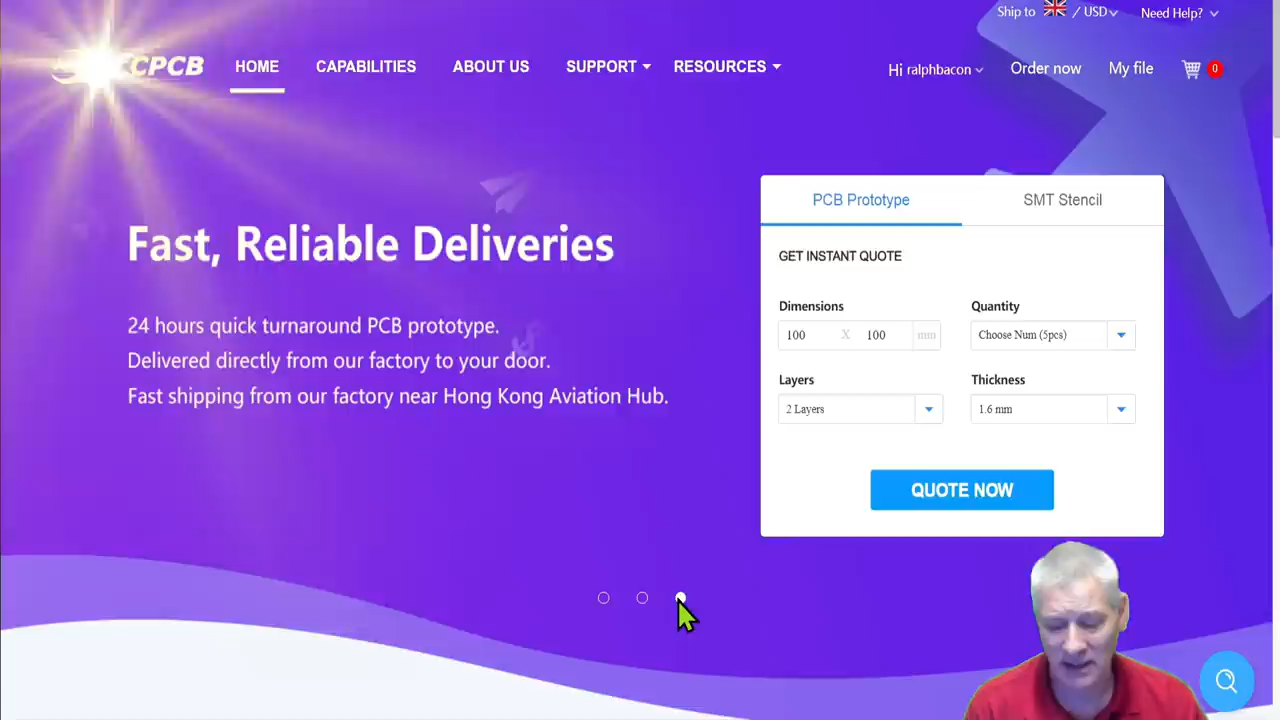 Ship to / USD Need Help?
CPCB HOME CAPABILITIES ABOUT US SUPPORT RESOURCES Hi ralphbacon Order now My file 0
PCB Prototype SMT Stencil
Fast, Reliable Deliveries
GET INSTANT QUOTE
24 hours quick turnaround PCB prototype.
Delivered directly from our factory to your door.
Fast shipping from our factory near Hong Kong Aviation Hub.
Dimensions Quantity
100 X 100 mm Choose Num (5pcs)
Layers Thickness
2 Layers 1.6 mm
QUOTE NOW